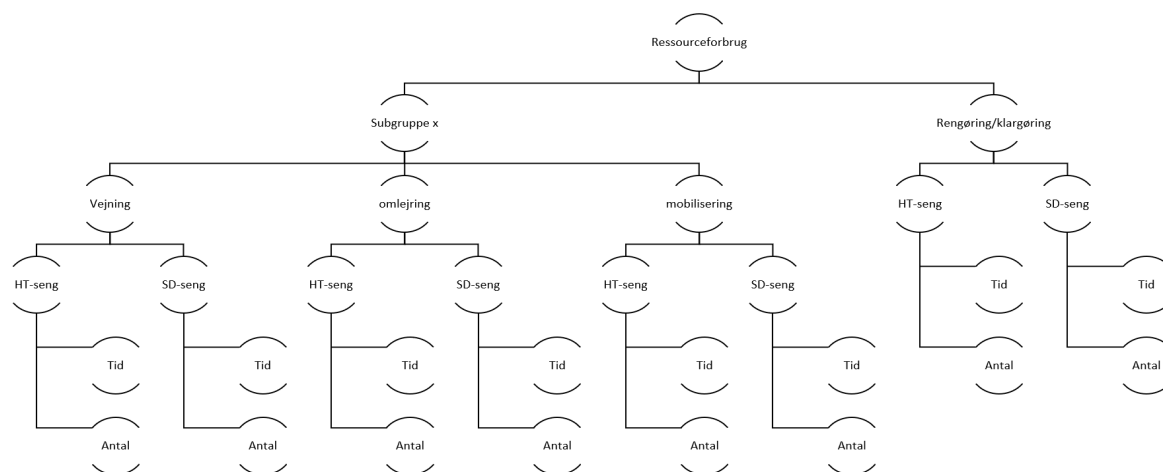 Ressourceforbrug
Subgruppe x
Rengøring/klargøring
Vejning
omlejring
mobilisering
HT-seng
SD-seng
HT-seng
SD-seng
HT-seng
SD-seng
HT-seng
SD-seng
Tid
Tid
Tid
Tid
Tid
Tid
Tid
Tid
Antal
Antal
Antal
Antal
Antal
Antal
Antal
Antal